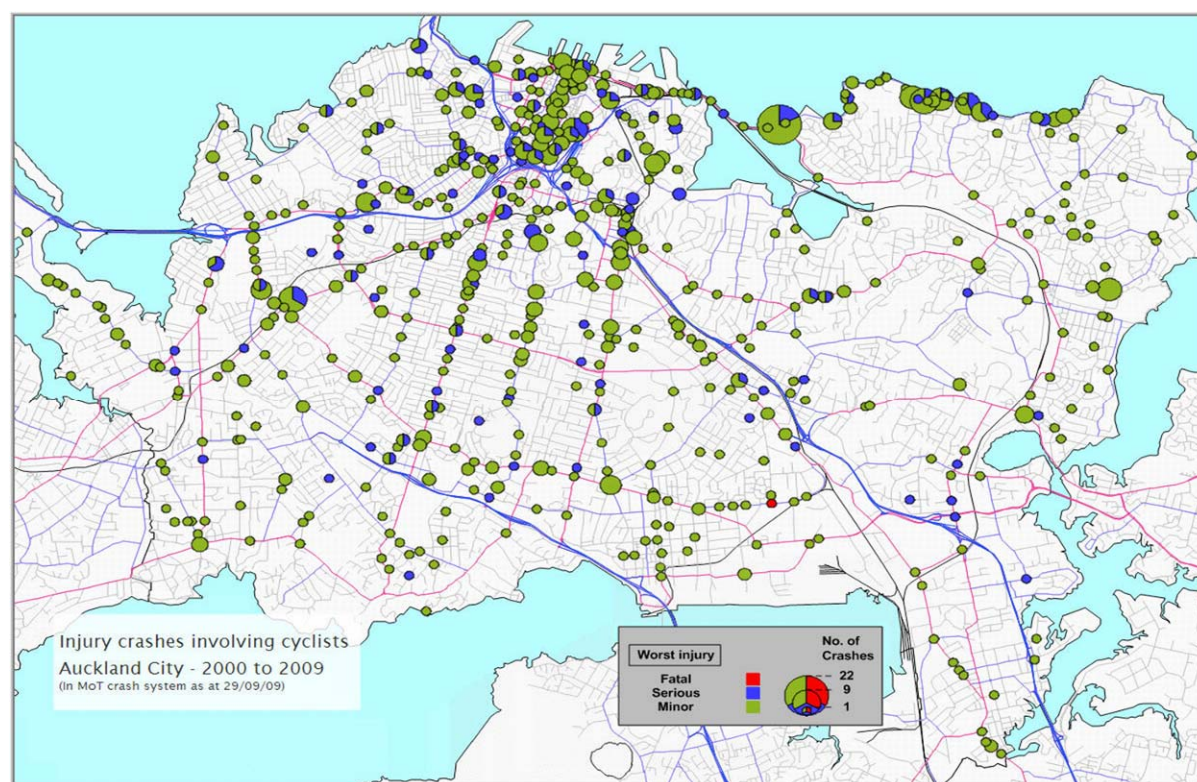 Injury crashes involving cyclists
Auckland City - 2000 to 2009
(In MoT crash system as at 29/09/09)
Worst injury
No. of
Crashes
Fatal
22
Serious
9
Minor
1